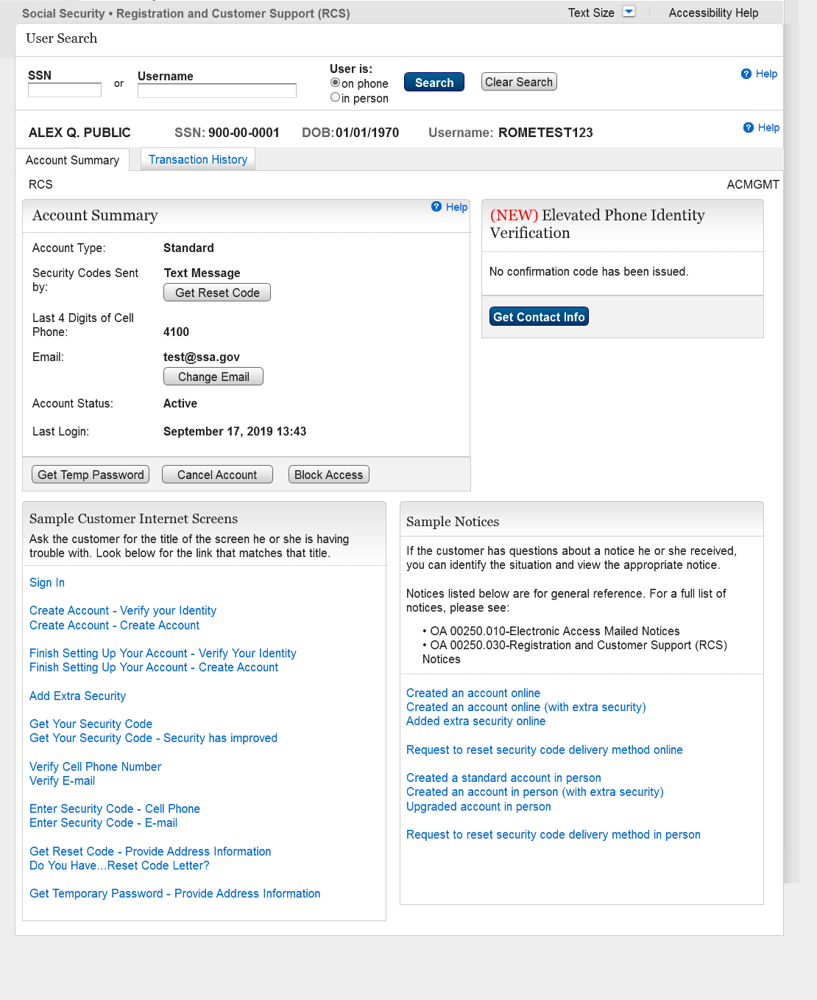 Social Security • Registration and Customer Support (RCS)
Text Size
Accessibility Help
User Search
SSN
or
Username
User is:
on phone
in person
Search
Clear Search
Help
ALEX Q. PUBLIC
SSN: 900-00-0001
DOB: 01/01/1970
Username: ROMETEST123
Help
Account Summary
Transaction History
RCS
ACMGMT
Account Summary
Help
Account Type: Standard
Security Codes Sent
by:
Text Message
Get Reset Code
Last 4 Digits of Cell
Phone:
4100
Email: test@ssa.gov
Change Email
Account Status: Active
Last Login: September 17, 2019 13:43
Get Temp Password
Cancel Account
Block Access
(NEW) Elevated Phone Identity
Verification
No confirmation code has been issued.
Get Contact Info
Sample Customer Internet Screens
Ask the customer for the title of the screen he or she is having
trouble with. Look below for the link that matches that title.
Sign In
Create Account - Verify your Identity
Create Account - Create Account
Finish Setting Up Your Account - Verify Your Identity
Finish Setting Up Your Account - Create Account
Add Extra Security
Get Your Security Code
Get Your Security Code - Security has improved
Verify Cell Phone Number
Verify E-mail
Enter Security Code - Cell Phone
Enter Security Code - E-mail
Get Reset Code - Provide Address Information
Do You Have...Reset Code Letter?
Get Temporary Password - Provide Address Information
Sample Notices
If the customer has questions about a notice he or she received,
you can identify the situation and view the appropriate notice.
Notices listed below are for general reference. For a full list of
notices, please see:
• OA 00250.010-Electronic Access Mailed Notices
• OA 00250.030-Registration and Customer Support (RCS)
Notices
Created an account online
Created an account online (with extra security)
Added extra security online
Request to reset security code delivery method online
Created a standard account in person
Created an account in person (with extra security)
Upgraded account in person
Request to reset security code delivery method in person